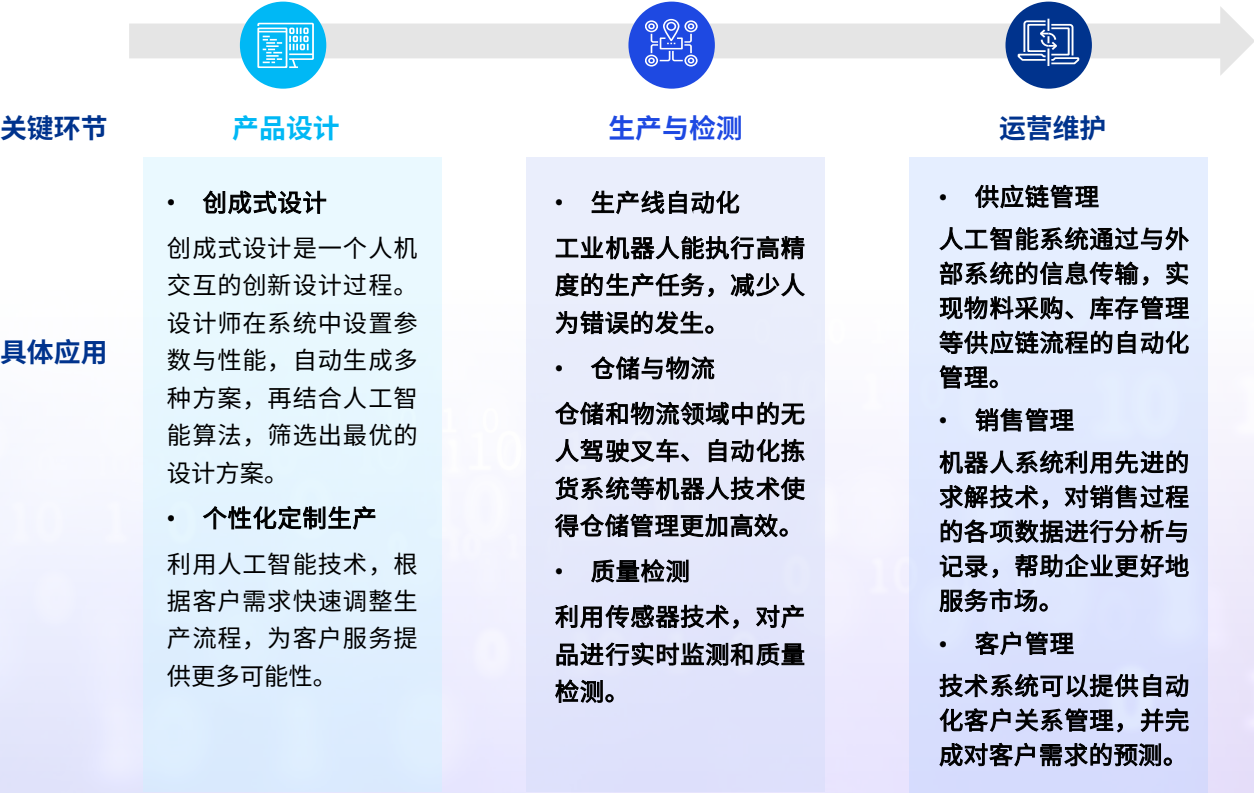 关键环节
产品设计
生产与检测
运营维护
具体应用
• 创成式设计
创成式设计是一个人机
交互的创新设计过程。
设计师在系统中设置参
数与性能，自动生成多
种方案，再结合人工智
能算法，筛选出最优的
设计方案。
• 个性化定制生产
利用人工智能技术，根
据客户需求快速调整生
产流程，为客户服务提
供更多可能性。
• 生产线自动化
工业机器人能执行高精
度的生产任务，减少人
为错误的发生。
• 仓储与物流
仓储和物流领域中的无
人驾驶叉车、自动化拣
货系统等机器人技术使
得仓储管理更加高效。
• 质量检测
利用传感器技术，对产
品进行实时监测和质量
检测。
• 供应链管理
人工智能系统通过与外
部系统的信息传输，实
现物料采购、库存管理
等供应链流程的自动化
管理。
• 销售管理
机器人系统利用先进的
求解技术，对销售过程
的各项数据进行分析与
记录，帮助企业更好地
服务市场。
• 客户管理
技术系统可以提供自动
化客户关系管理，并完
成对客户需求的预测。